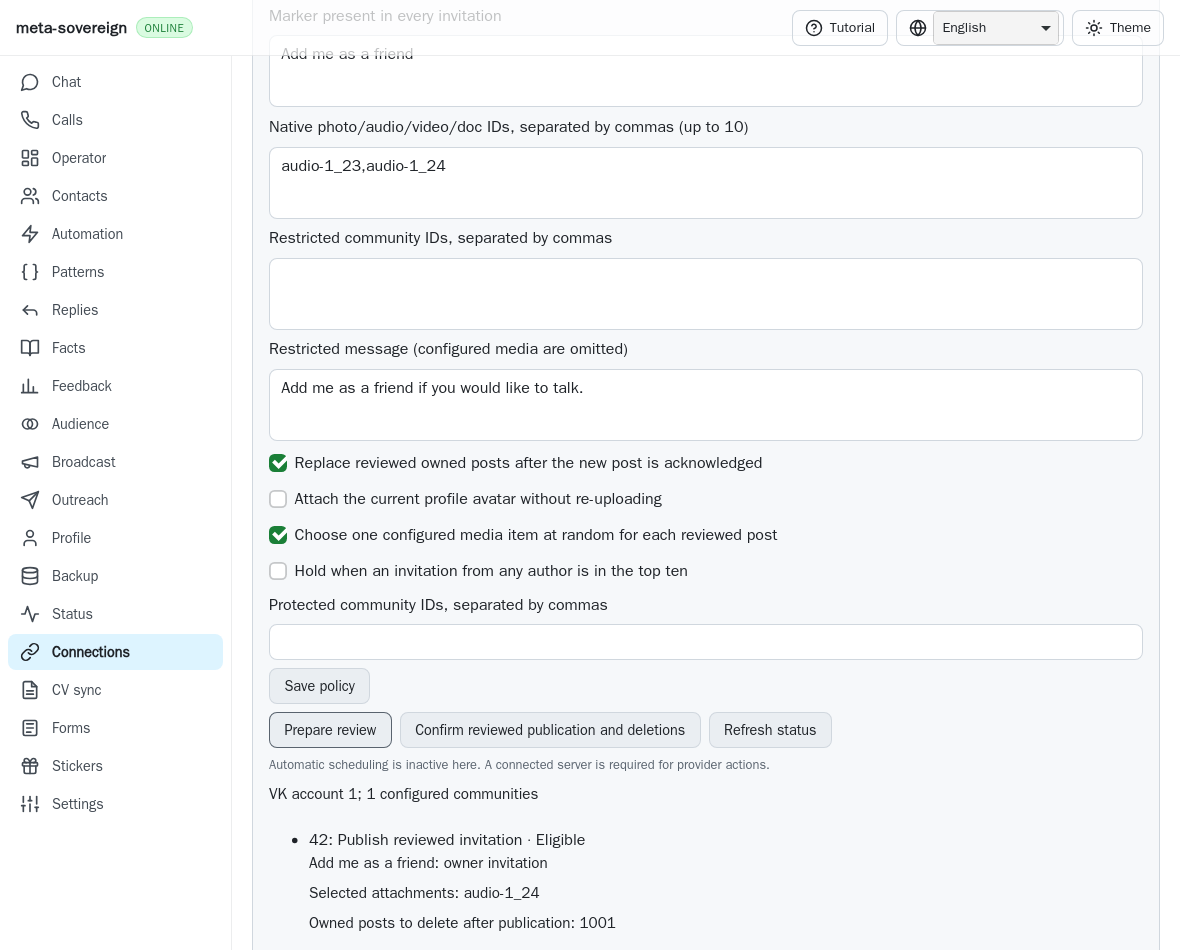 meta-sovereign
ONLINE
Tutorial
English
Theme
Chat
Calls
Operator
Contacts
Automation
Patterns
Replies
Facts
Feedback
Audience
Broadcast
Outreach
Profile
Backup
Status
Connections
CV sync
Forms
Stickers
Settings
Marker present in every invitation
Add me as a friend
Native photo/audio/video/doc IDs, separated by commas (up to 10)
audio-1_23,audio-1_24
Restricted community IDs, separated by commas
Restricted message (configured media are omitted)
Add me as a friend if you would like to talk.
Replace reviewed owned posts after the new post is acknowledged
Attach the current profile avatar without re-uploading
Choose one configured media item at random for each reviewed post
Hold when an invitation from any author is in the top ten
Protected community IDs, separated by commas
Save policy
Prepare review
Confirm reviewed publication and deletions
Refresh status
Automatic scheduling is inactive here. A connected server is required for provider actions.
VK account 1; 1 configured communities
42: Publish reviewed invitation · Eligible
Add me as a friend: owner invitation
Selected attachments: audio-1_24
Owned posts to delete after publication: 1001